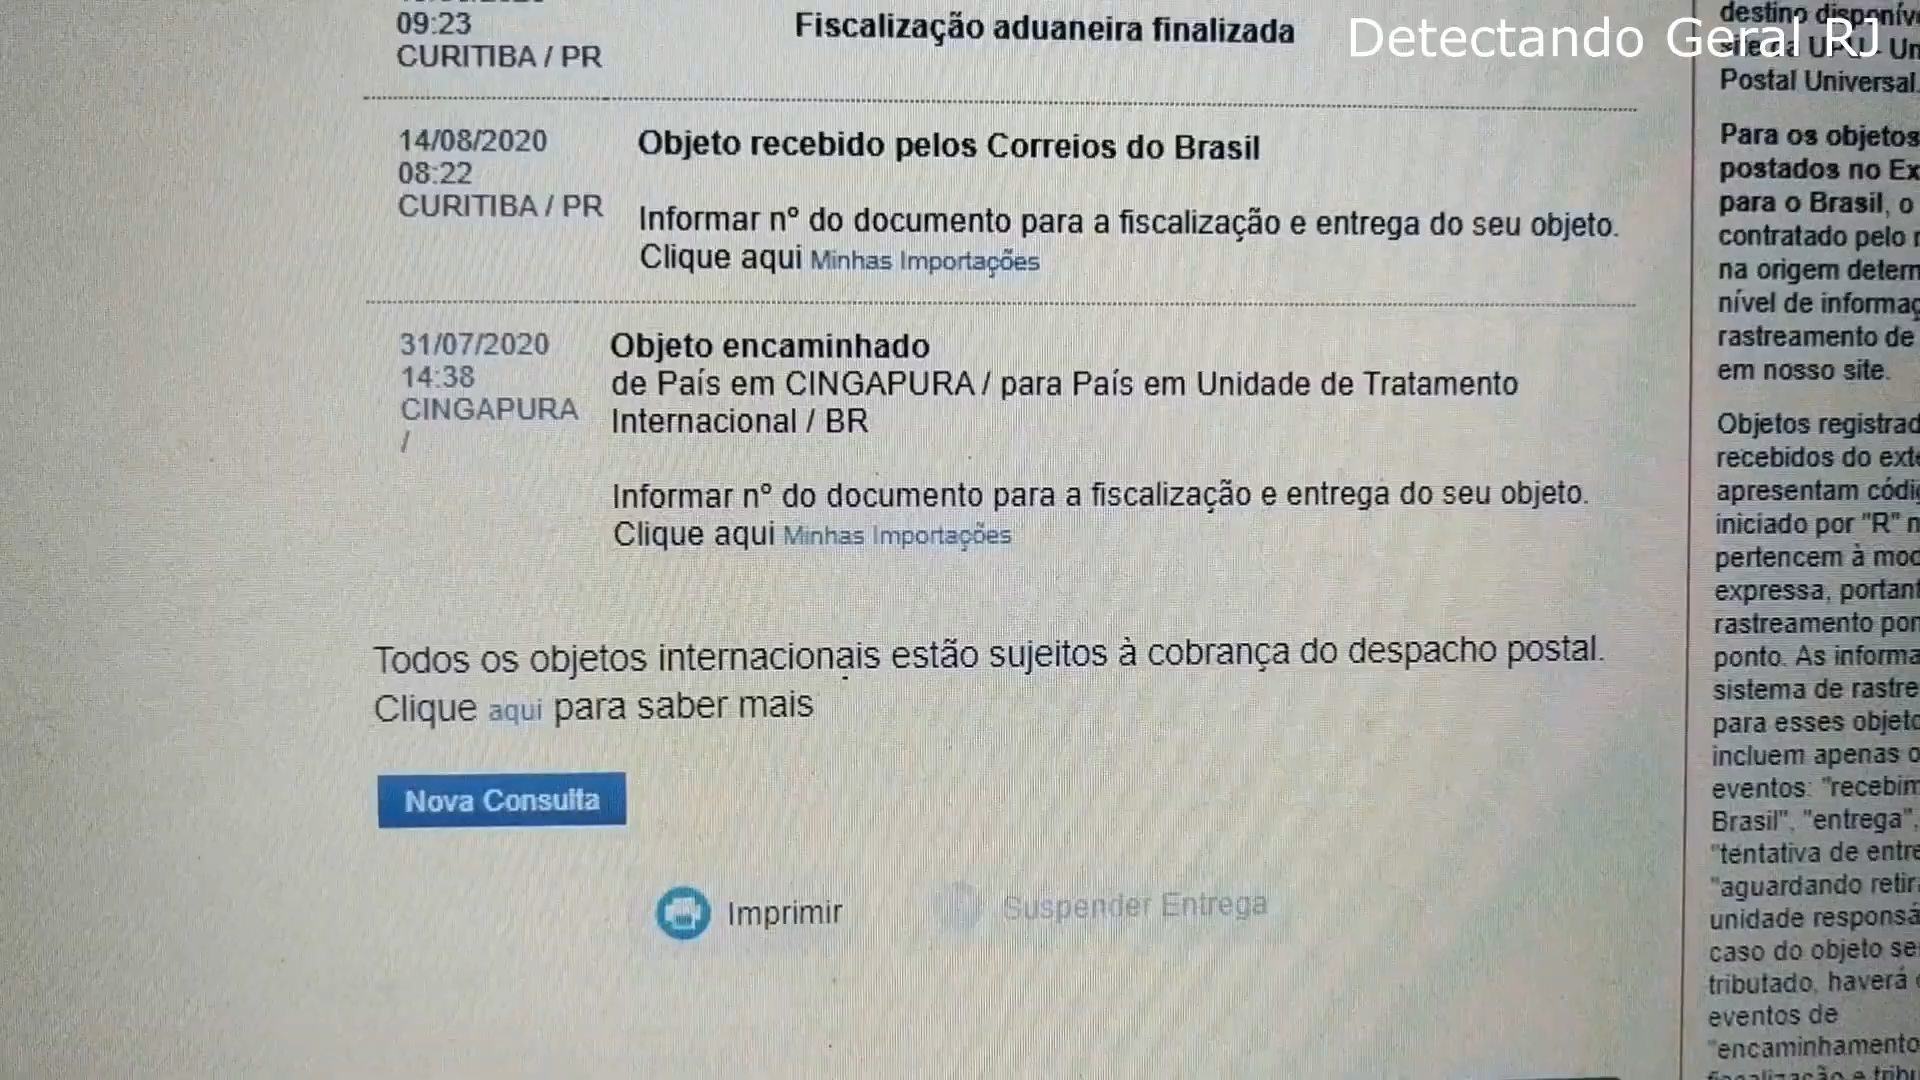 09:23
CURITIBA / PR
Fiscalização aduaneira finalizada
14/08/2020
08:22
CURITIBA / PR
Objeto recebido pelos Correios do Brasil
Informar nº do documento para a fiscalização e entrega do seu objeto.
Clique aqui Minhas Importações
31/07/2020
14:38
CINGAPURA
/
Objeto encaminhado
de País em CINGAPURA / para País em Unidade de Tratamento
Internacional / BR
Informar nº do documento para a fiscalização e entrega do seu objeto.
Clique aqui Minhas Importações
Todos os objetos internacionais estão sujeitos à cobrança do despacho postal.
Clique aqui para saber mais
Nova Consulta
Imprimir
Suspender Entrega
Detectando Geral RJ
destino
Postal Universal.
Para os objetos
postados no
para o Brasil, o
contratado pelo
na origem
nível de
rastreamento de
em nosso site.
Objetos
recebidos do
apresentam
iniciado por "R"
pertencem à
expressa,
rastreamento
ponto. As
sistema de
para esses
incluem apenas
eventos:
Brasil", "entrega",
"tentativa de
"aguardando
unidade
caso do objeto
tributado, haverá
eventos de
"encaminhamento